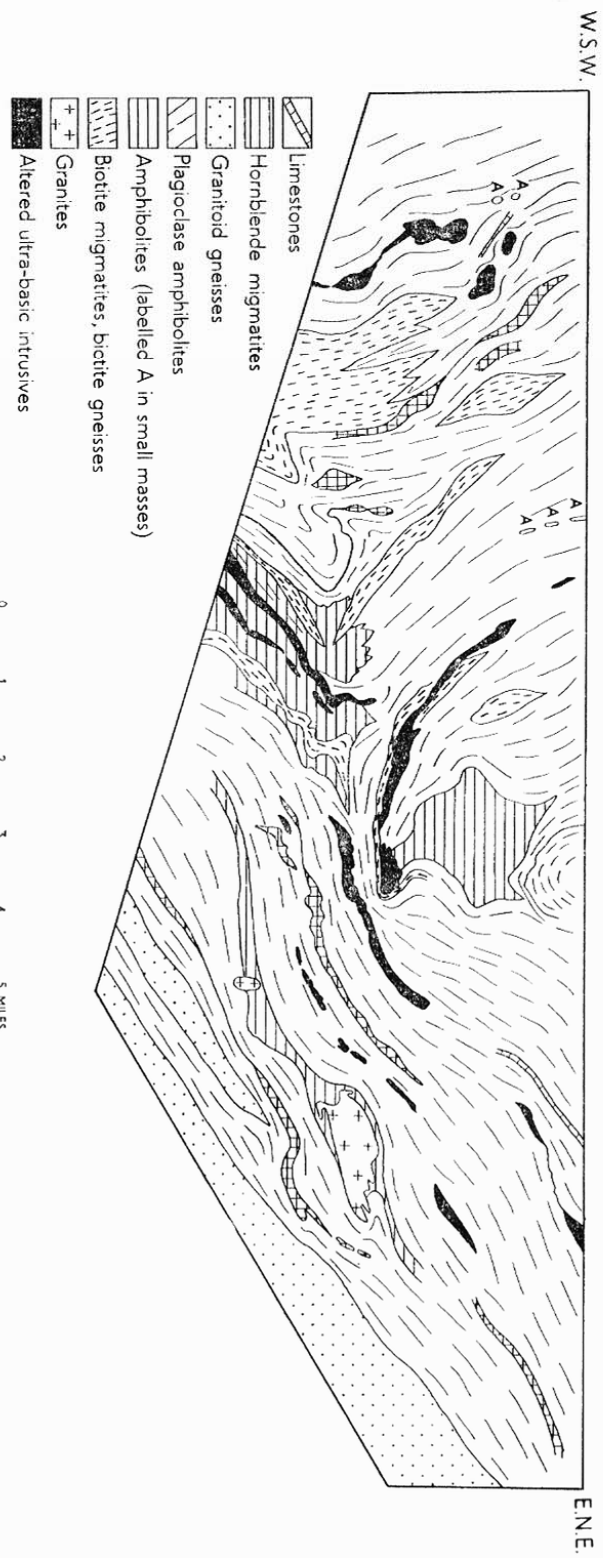 W.S.W.
E.N.E.
A
A
A
A
A
Limestones
Hornblende migmatites
Granitoid gneisses
Plagioclase amphibolites
Amphibolites (labelled A in small masses)
Biotite migmatites, biotite gneisses
Granites
Altered ultra-basic intrusives
0 1 2 3 4 5 MILES